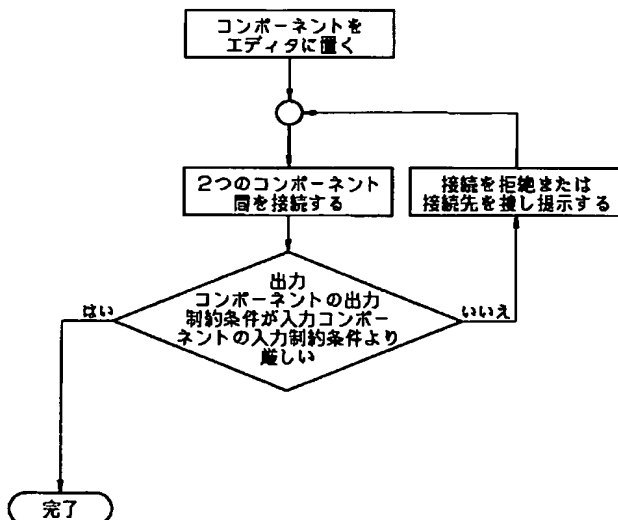 コンポーネントを
エディタに置く
2つのコンポーネント
間を接続する
接続を拒絶または
接続先を捜し提示する
出力
コンポーネントの出力
制約条件が入力コンポー
ネントの入力制約条件より
厳しい
はい
いいえ
完了